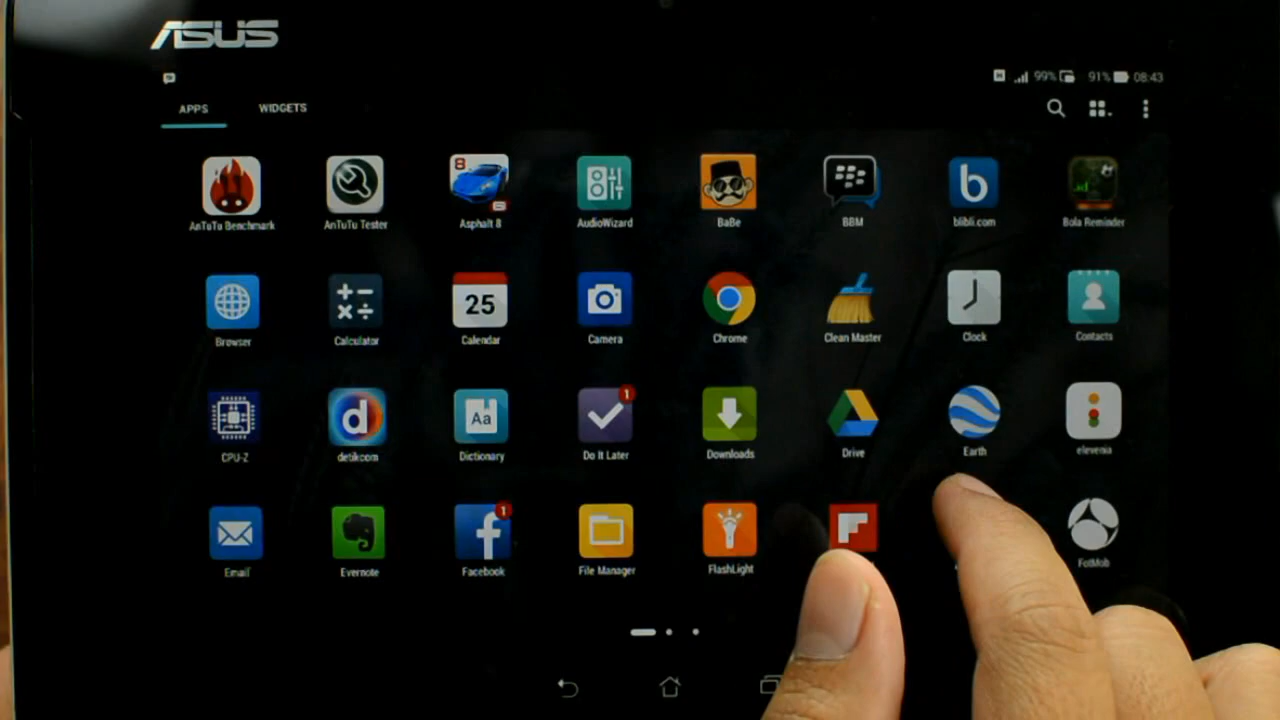 ASUS
99% 91% 08:43
APPS WIDGETS
8
AnTuTu Benchmark AnTuTu Tester Asphalt 8 AudioWizard BaBe BBM blibli.com Bola Reminder
25
Browser Calculator Calendar Camera Chrome Clean Master Clock Contacts
d Aa 1
CPU-Z detikcom Dictionary Do It Later Downloads Drive Earth elevenia
1
Email Evernote Facebook File Manager FlashLight FotMob